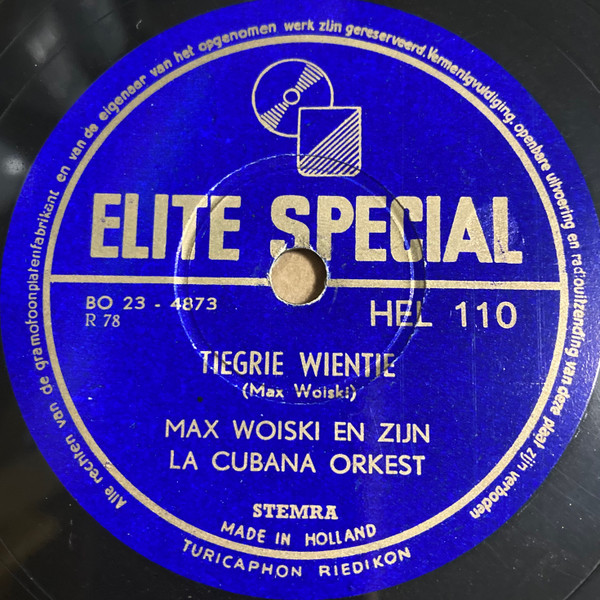 Alle rechten van de gramofoonplatenfabrikant en van de eigenaar van het opgenomen werk zijn gereserveerd. Vermenigvuldiging, openbare uitvoering en radiouitzending van deze plaat zijn verboden
ELITE SPECIAL
BO 23 - 4873
R 78
HEL 110
TIEGRIE WIENTIE
(Max Woiski)
MAX WOISKI EN ZIJN
LA CUBANA ORKEST
STEMRA
MADE IN HOLLAND
TURICAPHON RIEDIKON